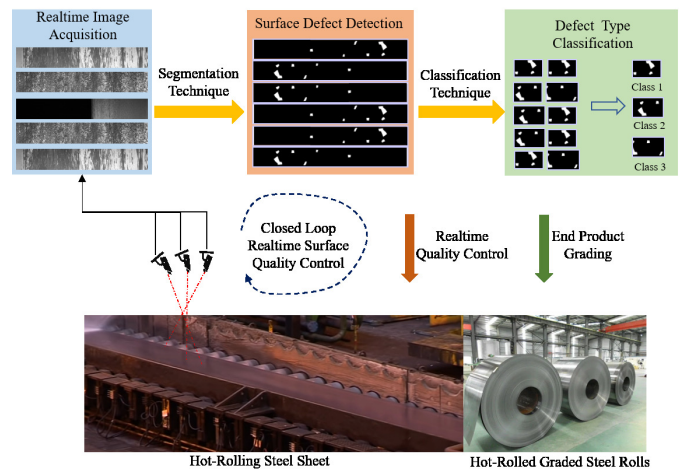 Realtime Image
Acquisition
Segmentation
Technique
Surface Defect Detection
Classification
Technique
Defect Type
Classification
Class 1
Class 2
Class 3
Closed Loop
Realtime Surface
Quality Control
Realtime
Quality Control
End Product
Grading
Hot-Rolling Steel Sheet
Hot-Rolled Graded Steel Rolls